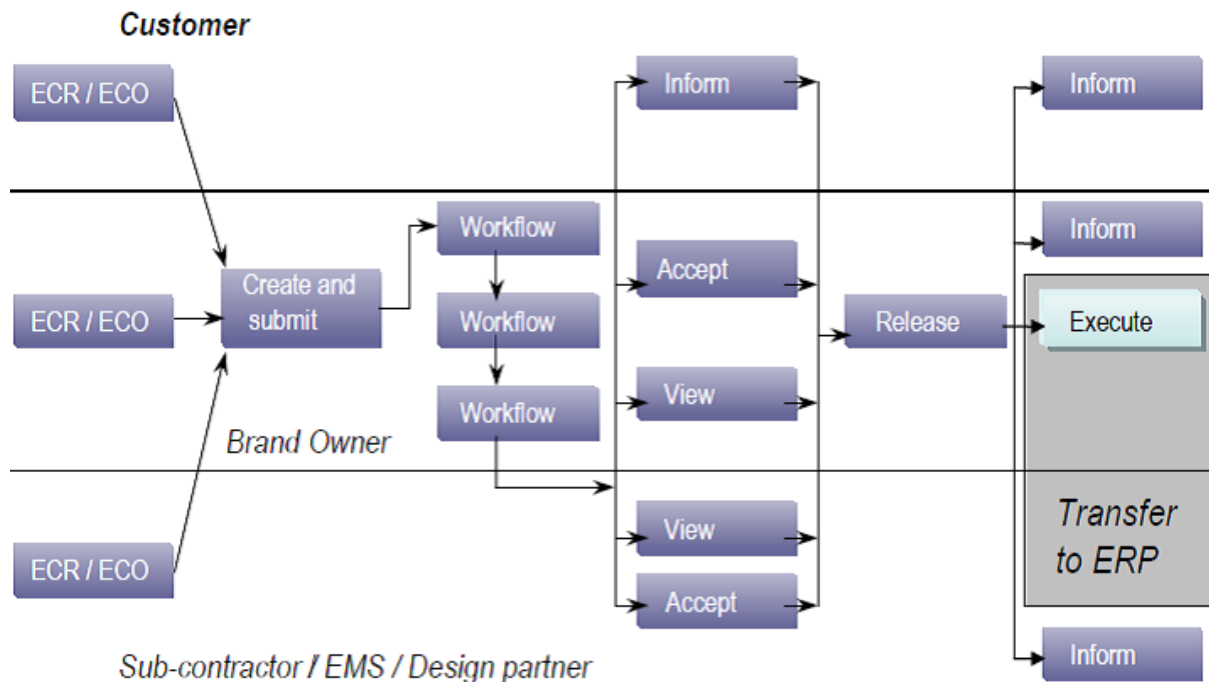 Customer
ECR / ECO
Inform
Inform
Workflow
Inform
Accept
Create and
submit
ECR / ECO
Workflow
Release
Execute
View
Workflow
Brand Owner
View
Transfer
to ERP
ECR / ECO
Accept
Inform
Sub-contractor / EMS / Design partner